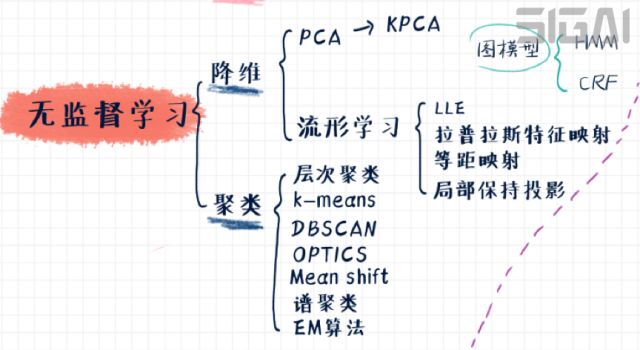 SIGAI
PCA → KPCA
图模型
HMM
CRF
降维
无监督学习
流形学习
LLE
拉普拉斯特征映射
等距映射
局部保持投影
聚类
层次聚类
k-means
DBSCAN
OPTICS
Mean shift
谱聚类
EM算法